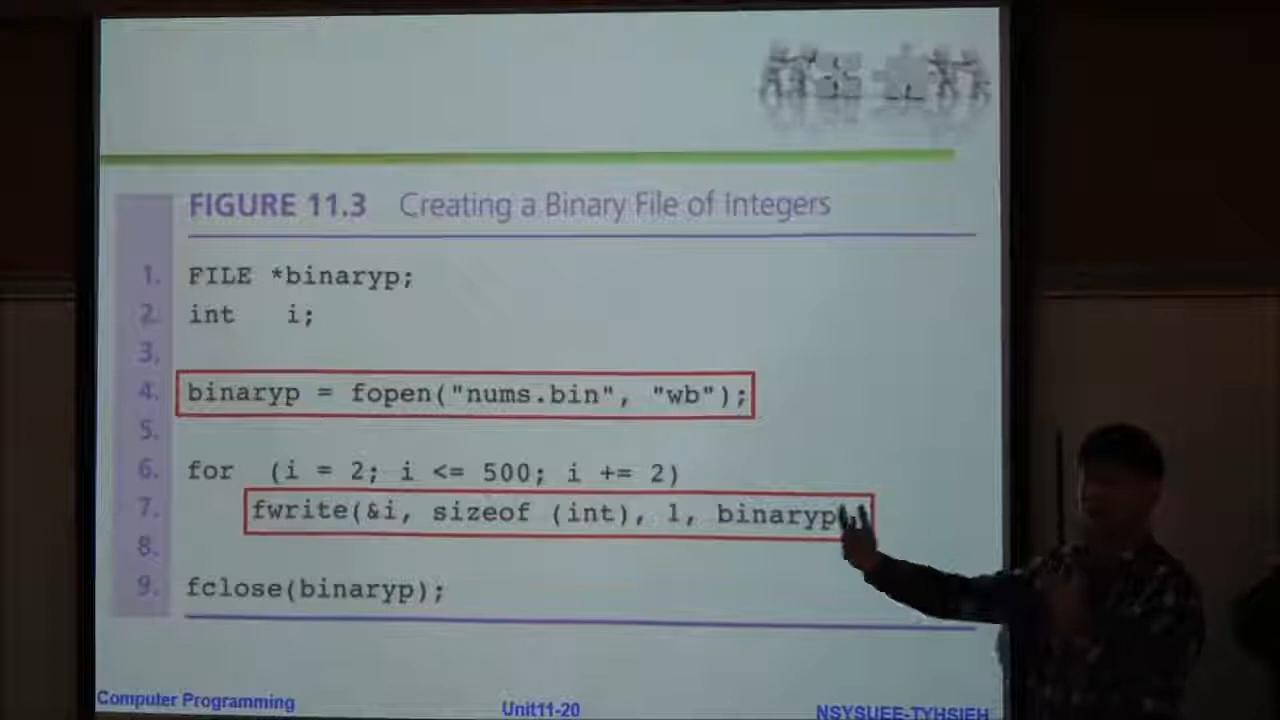 FIGURE 11.3 Creating a Binary File of Integers
1. FILE *binaryp;
2. int i;
3.
4. binaryp = fopen("nums.bin", "wb");
5.
6. for (i = 2; i <= 500; i += 2)
7. fwrite(&i, sizeof (int), 1, binaryp
8.
9. fclose(binaryp);
Computer Programming Unit11-20 NSYSUEE-TYHSIEH